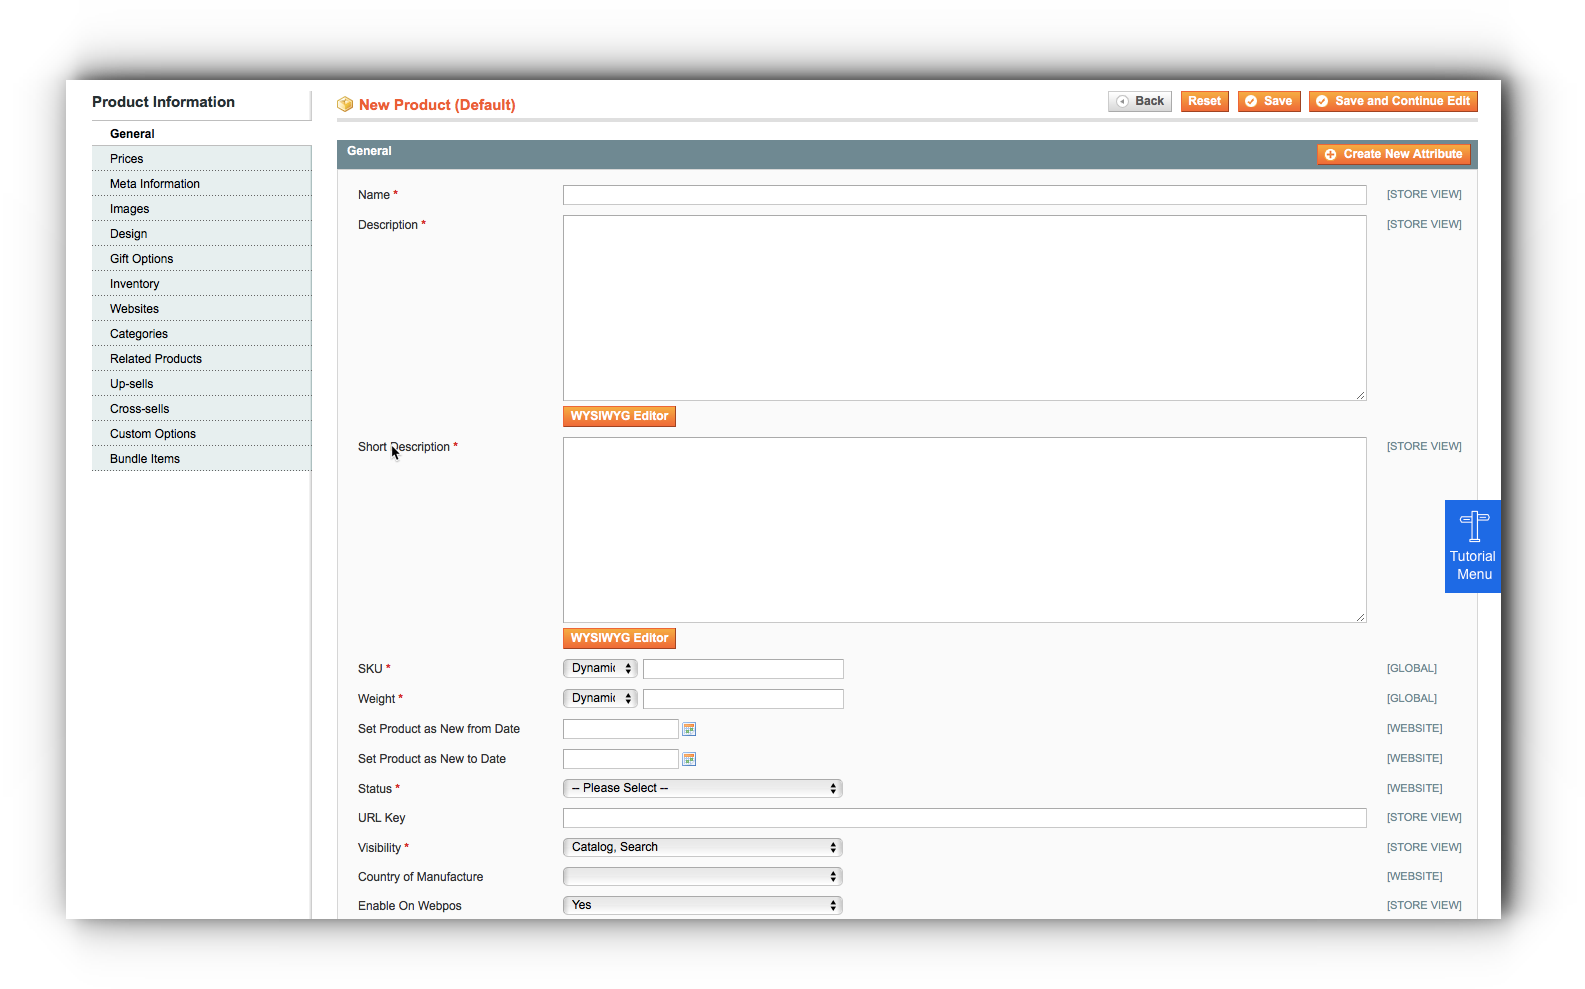 Product Information
General
Prices
Meta Information
Images
Design
Gift Options
Inventory
Websites
Categories
Related Products
Up-sells
Cross-sells
Custom Options
Bundle Items
New Product (Default)
Back
Reset
Save
Save and Continue Edit
General
Create New Attribute
Name *
[STORE VIEW]
Description *
[STORE VIEW]
WYSIWYG Editor
Short Description *
[STORE VIEW]
Tutorial
Menu
WYSIWYG Editor
SKU *
Dynamic
[GLOBAL]
Weight *
Dynamic
[GLOBAL]
Set Product as New from Date
[WEBSITE]
Set Product as New to Date
[WEBSITE]
Status *
-- Please Select --
[WEBSITE]
URL Key
[STORE VIEW]
Visibility *
Catalog, Search
[STORE VIEW]
Country of Manufacture
[WEBSITE]
Enable On Webpos
Yes
[STORE VIEW]